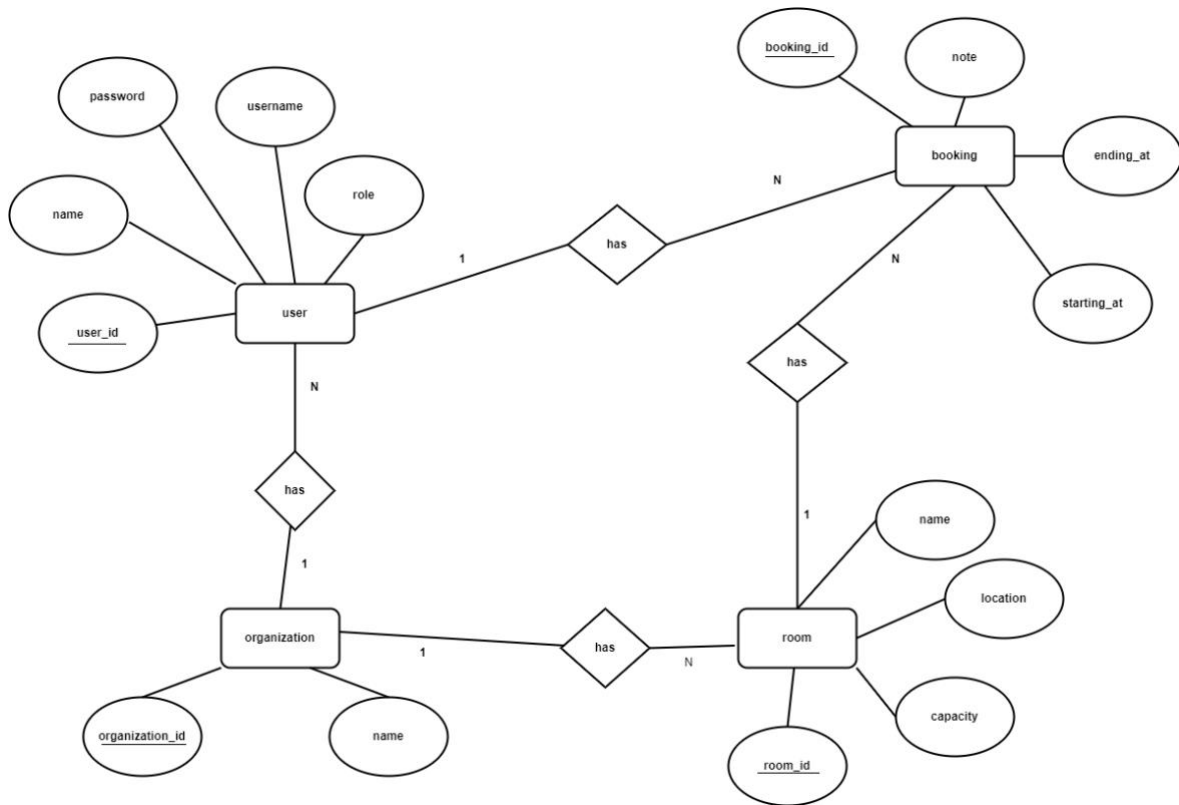 booking_id
note
password
username
booking
ending_at
role
name
N
has
1
N
starting_at
user
user_id
has
N
has
name
1
1
location
organization
1
has
N
room
capacity
organization_id
name
room_id